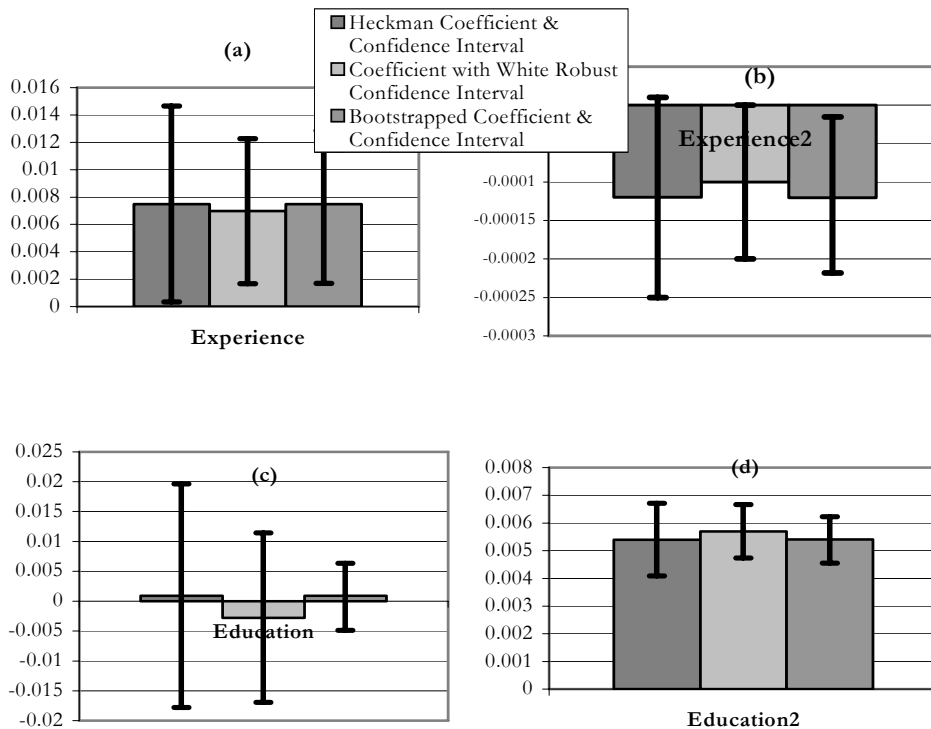 (a)
Heckman Coefficient &
Confidence Interval
Coefficient with White Robust
Confidence Interval
Bootstrapped Coefficient &
Confidence Interval
0.016
0.014
0.012
0.01
0.008
0.006
0.004
0.002
0
Experience
(b)
Experience2
-0.0001
-0.00015
-0.0002
-0.00025
-0.0003
(c)
0.025
0.02
0.015
0.01
0.005
0
-0.005
-0.01
-0.015
-0.02
Education
(d)
0.008
0.007
0.006
0.005
0.004
0.003
0.002
0.001
0
Education2